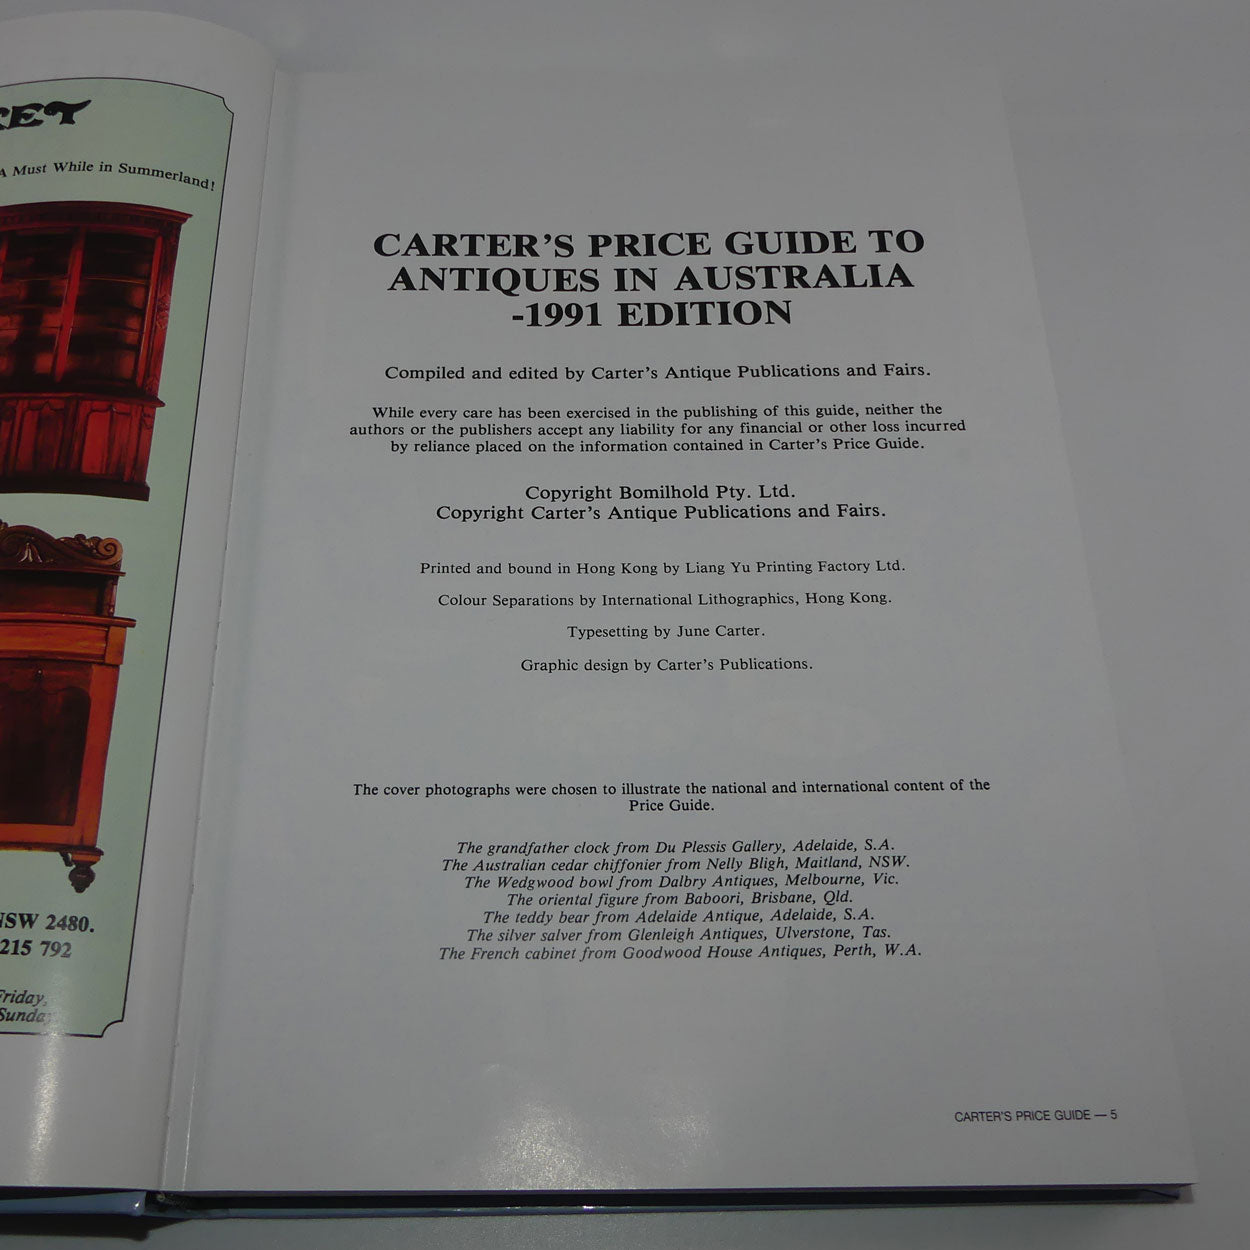 A Must While in Summerland!
NSW 2480.
215 792
Friday,
CARTER'S PRICE GUIDE TO
ANTIQUES IN AUSTRALIA
-1991 EDITION
Compiled and edited by Carter's Antique Publications and Fairs.
While every care has been exercised in the publishing of this guide, neither the
authors or the publishers accept any liability for any financial or other loss incurred
by reliance placed on the information contained in Carter's Price Guide.
Copyright Bomilhold Pty. Ltd.
Copyright Carter's Antique Publications and Fairs.
Printed and bound in Hong Kong by Liang Yu Printing Factory Ltd.
Colour Separations by International Lithographics, Hong Kong.
Typesetting by June Carter.
Graphic design by Carter's Publications.
The cover photographs were chosen to illustrate the national and international content of the
Price Guide.
The grandfather clock from Du Plessis Gallery, Adelaide, S.A.
The Australian cedar chiffonier from Nelly Bligh, Maitland, NSW.
The Wedgwood bowl from Dalbry Antiques, Melbourne, Vic.
The oriental figure from Baboori, Brisbane, Qld.
The teddy bear from Adelaide Antique, Adelaide, S.A.
The silver salver from Glenleigh Antiques, Ulverstone, Tas.
The French cabinet from Goodwood House Antiques, Perth, W.A.
CARTER'S PRICE GUIDE — 5